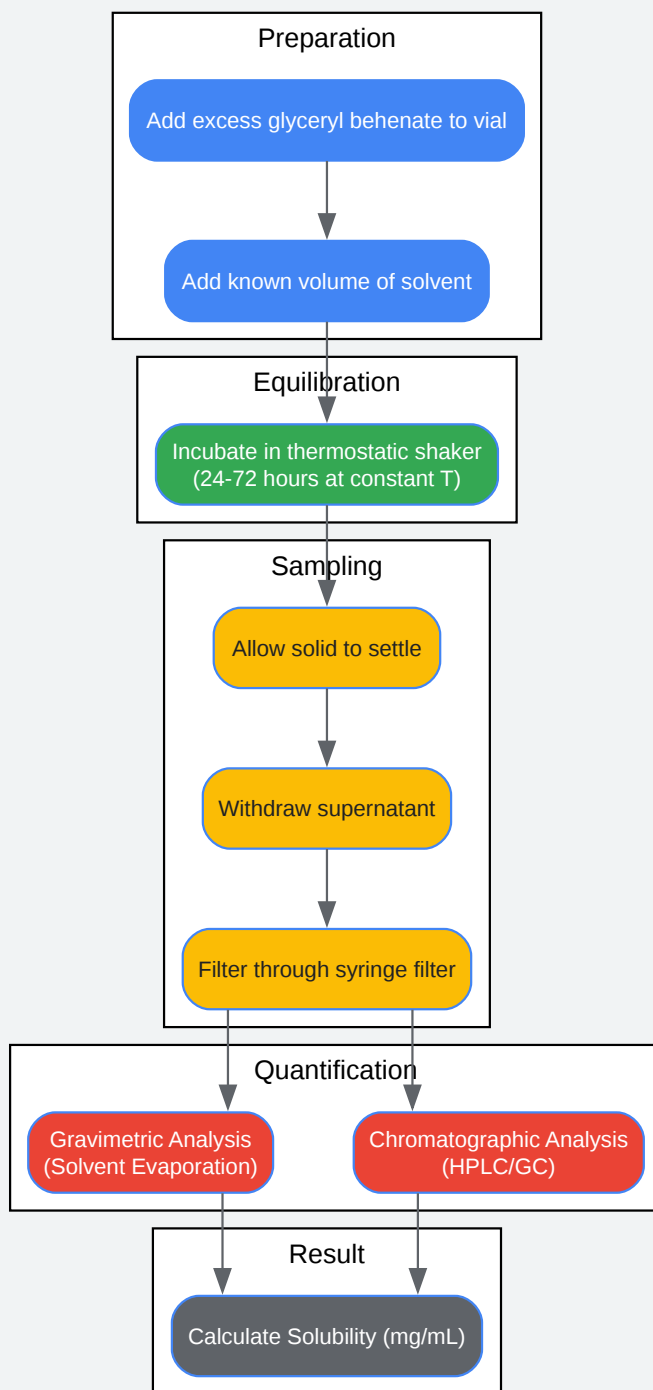 Preparation
Add excess glyceryl behenate to vial
Add known volume of solvent
Equilibration
Incubate in thermostatic shaker
(24-72 hours at constant T)
Sampling
Allow solid to settle
Withdraw supernatant
Filter through syringe filter
Quantification
Gravimetric Analysis
(Solvent Evaporation)
Chromatographic Analysis
(HPLC/GC)
Result
Calculate Solubility (mg/mL)